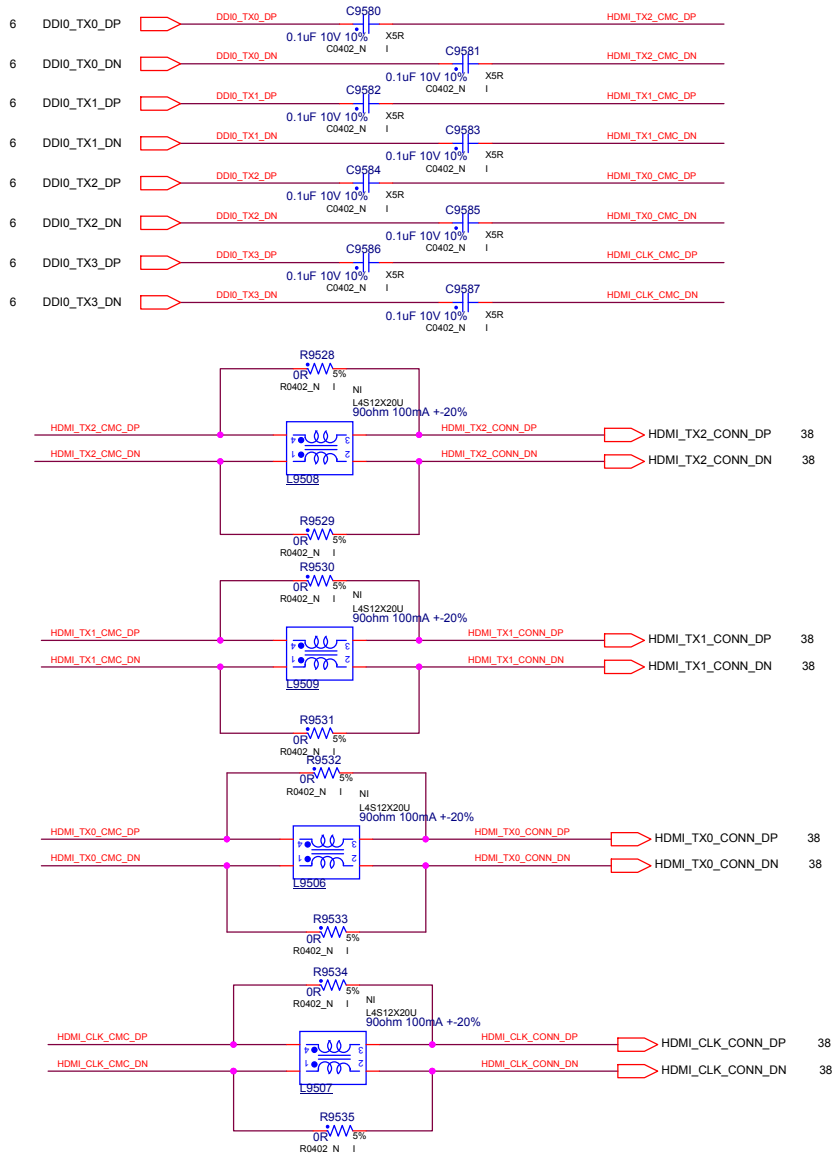 C9580
6 DDI0_TX0_DP DDI0_TX0_DP HDMI_TX2_CMC_DP
0.1uF 10V 10% X5R
C0402_N I
C9581
6 DDI0_TX0_DN DDI0_TX0_DN HDMI_TX2_CMC_DN
0.1uF 10V 10% X5R
C0402_N I
C9582
6 DDI0_TX1_DP DDI0_TX1_DP HDMI_TX1_CMC_DP
0.1uF 10V 10% X5R
C0402_N I
C9583
6 DDI0_TX1_DN DDI0_TX1_DN HDMI_TX1_CMC_DN
0.1uF 10V 10% X5R
C0402_N I
C9584
6 DDI0_TX2_DP DDI0_TX2_DP HDMI_TX0_CMC_DP
0.1uF 10V 10% X5R
C0402_N I
C9585
6 DDI0_TX2_DN DDI0_TX2_DN HDMI_TX0_CMC_DN
0.1uF 10V 10% X5R
C0402_N I
C9586
6 DDI0_TX3_DP DDI0_TX3_DP HDMI_CLK_CMC_DP
0.1uF 10V 10% X5R
C0402_N I
C9587
6 DDI0_TX3_DN DDI0_TX3_DN HDMI_CLK_CMC_DN
0.1uF 10V 10% X5R
C0402_N I
R9528
0R 5%
R0402_N I NI
L4S12X20U
90ohm 100mA +-20%
HDMI_TX2_CMC_DP 4 3 HDMI_TX2_CONN_DP HDMI_TX2_CONN_DP 38
HDMI_TX2_CMC_DN 1 2 HDMI_TX2_CONN_DN HDMI_TX2_CONN_DN 38
L9508
R9529
0R 5%
R0402_N I
R9530
0R 5%
R0402_N I NI
L4S12X20U
90ohm 100mA +-20%
HDMI_TX1_CMC_DP 4 3 HDMI_TX1_CONN_DP HDMI_TX1_CONN_DP 38
HDMI_TX1_CMC_DN 1 2 HDMI_TX1_CONN_DN HDMI_TX1_CONN_DN 38
L9509
R9531
0R 5%
R0402_N I
R9532
0R 5%
R0402_N I NI
L4S12X20U
90ohm 100mA +-20%
HDMI_TX0_CMC_DP 4 3 HDMI_TX0_CONN_DP HDMI_TX0_CONN_DP 38
HDMI_TX0_CMC_DN 1 2 HDMI_TX0_CONN_DN HDMI_TX0_CONN_DN 38
L9506
R9533
0R 5%
R0402_N I
R9534
0R 5%
R0402_N I NI
L4S12X20U
90ohm 100mA +-20%
HDMI_CLK_CMC_DP 4 3 HDMI_CLK_CONN_DP HDMI_CLK_CONN_DP 38
HDMI_CLK_CMC_DN 1 2 HDMI_CLK_CONN_DN HDMI_CLK_CONN_DN 38
L9507
R9535
0R 5%
R0402_N I